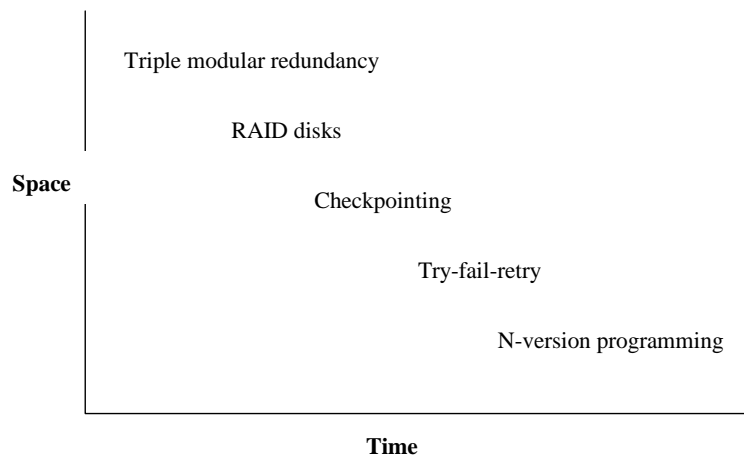 Triple modular redundancy
RAID disks
Space
Checkpointing
Try-fail-retry
N-version programming
Time